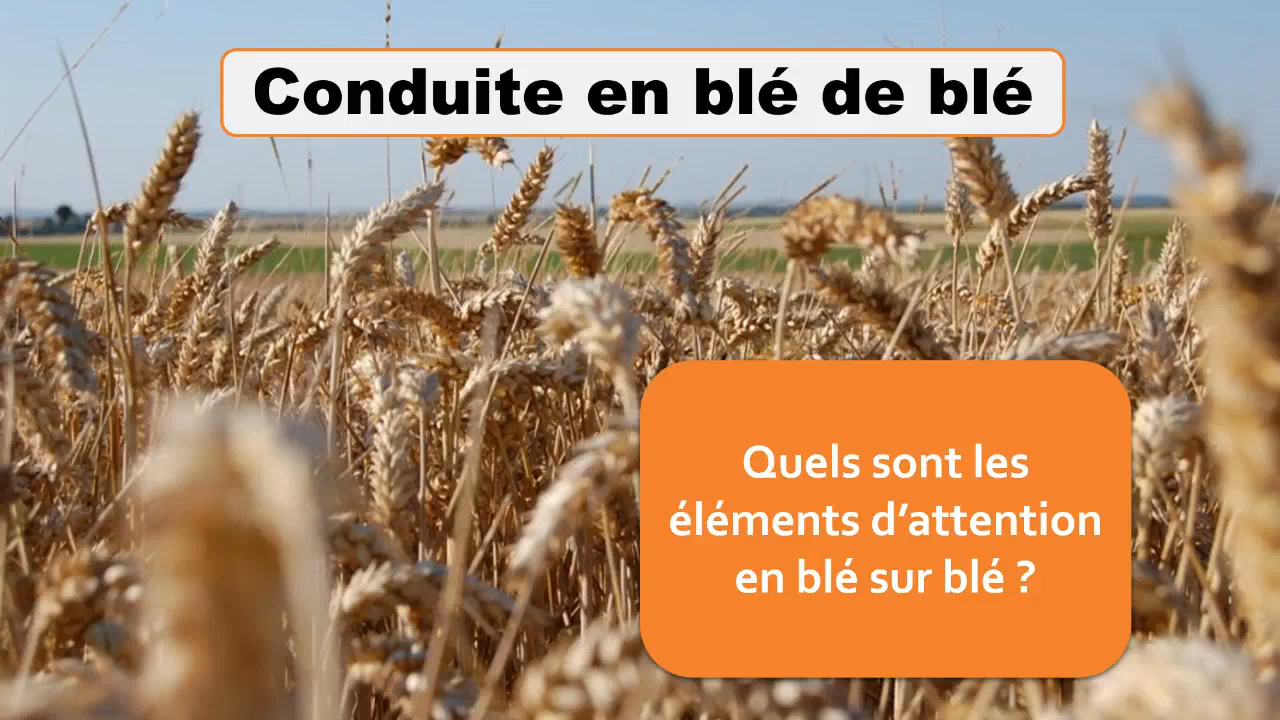 Conduite en blé de blé
Quels sont les
éléments d’attention
en blé sur blé ?